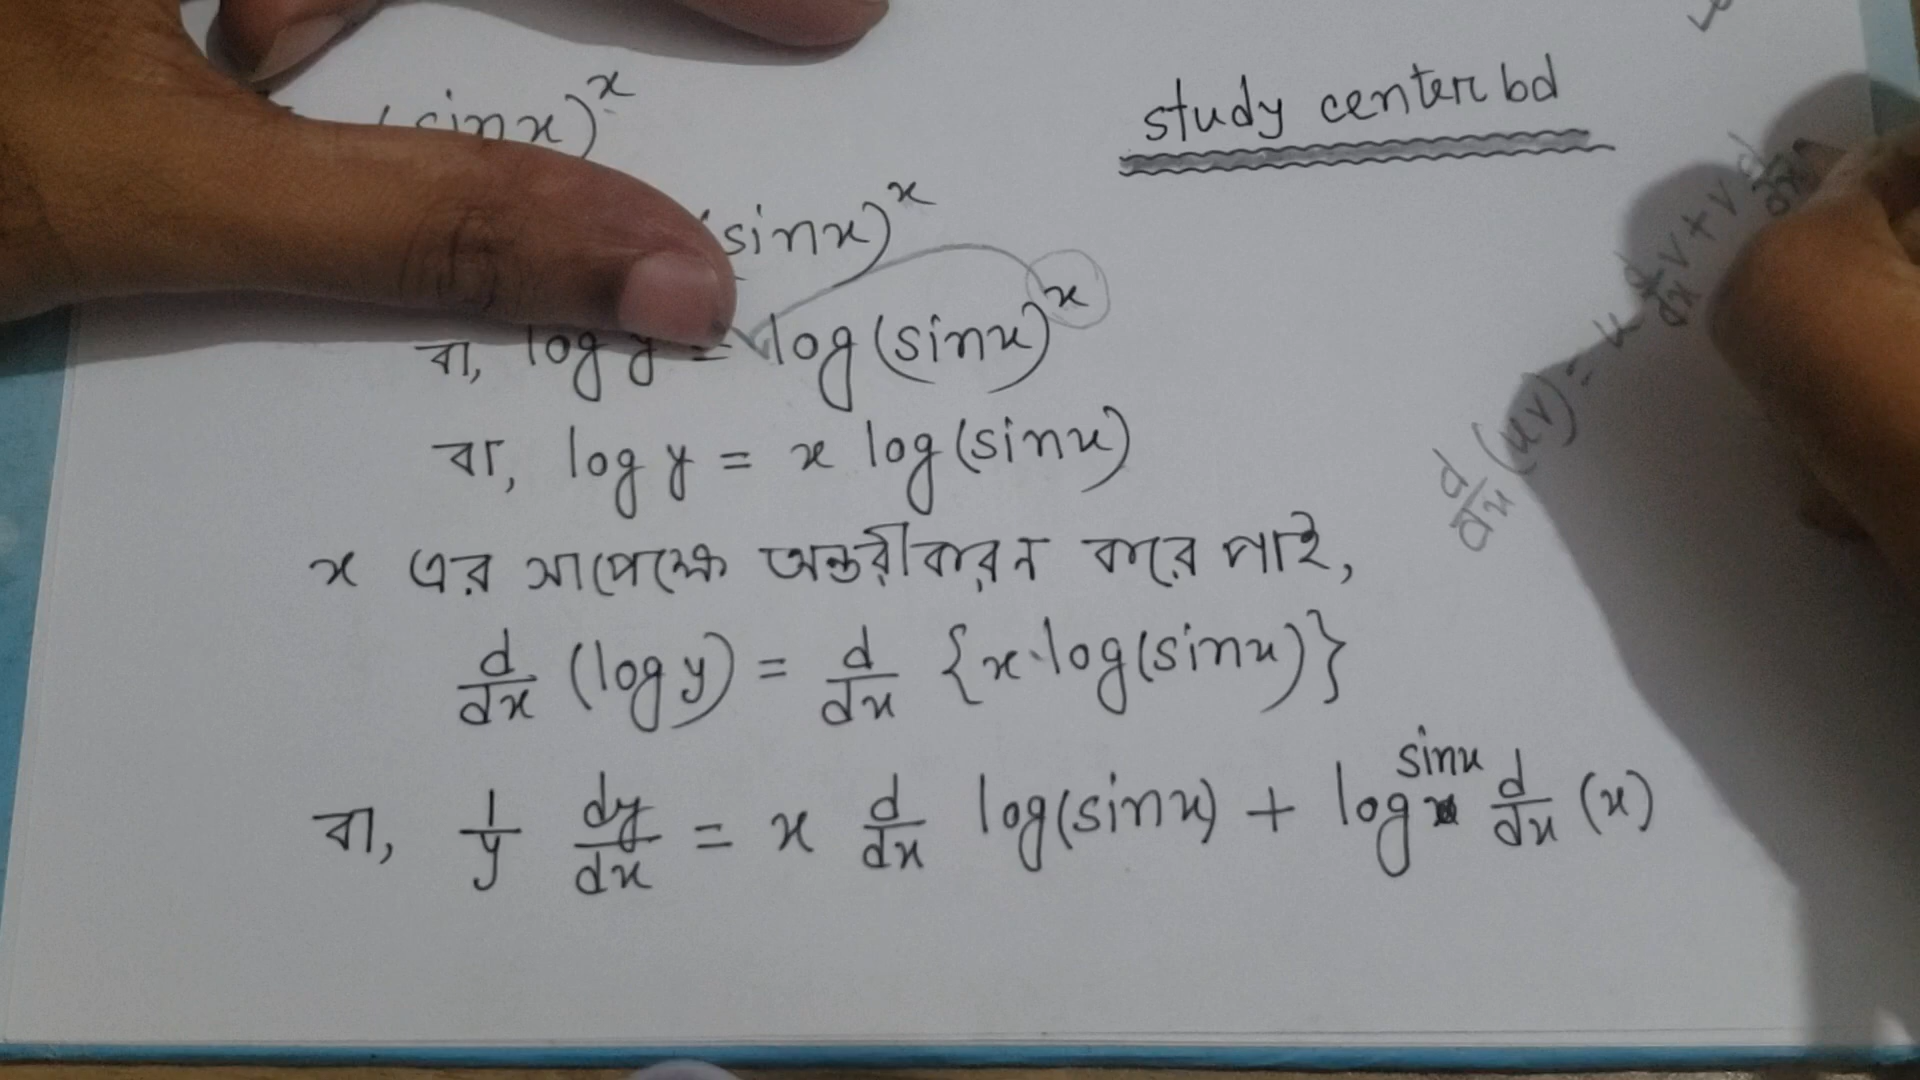 (sinx)^x
study center bd
(sinx)^x
বা, log y = log(sinx)^x
বা, log y = x log(sinx)
x এর সাপেক্ষে অন্তরীকরন করে পাই,
d/dx (log y) = d/dx {x·log(sinx)}
বা, 1/y dy/dx = x d/dx log(sinx) + log sinx d/dx (x)
d/dx (uv) = u d/dx v + v d/dx